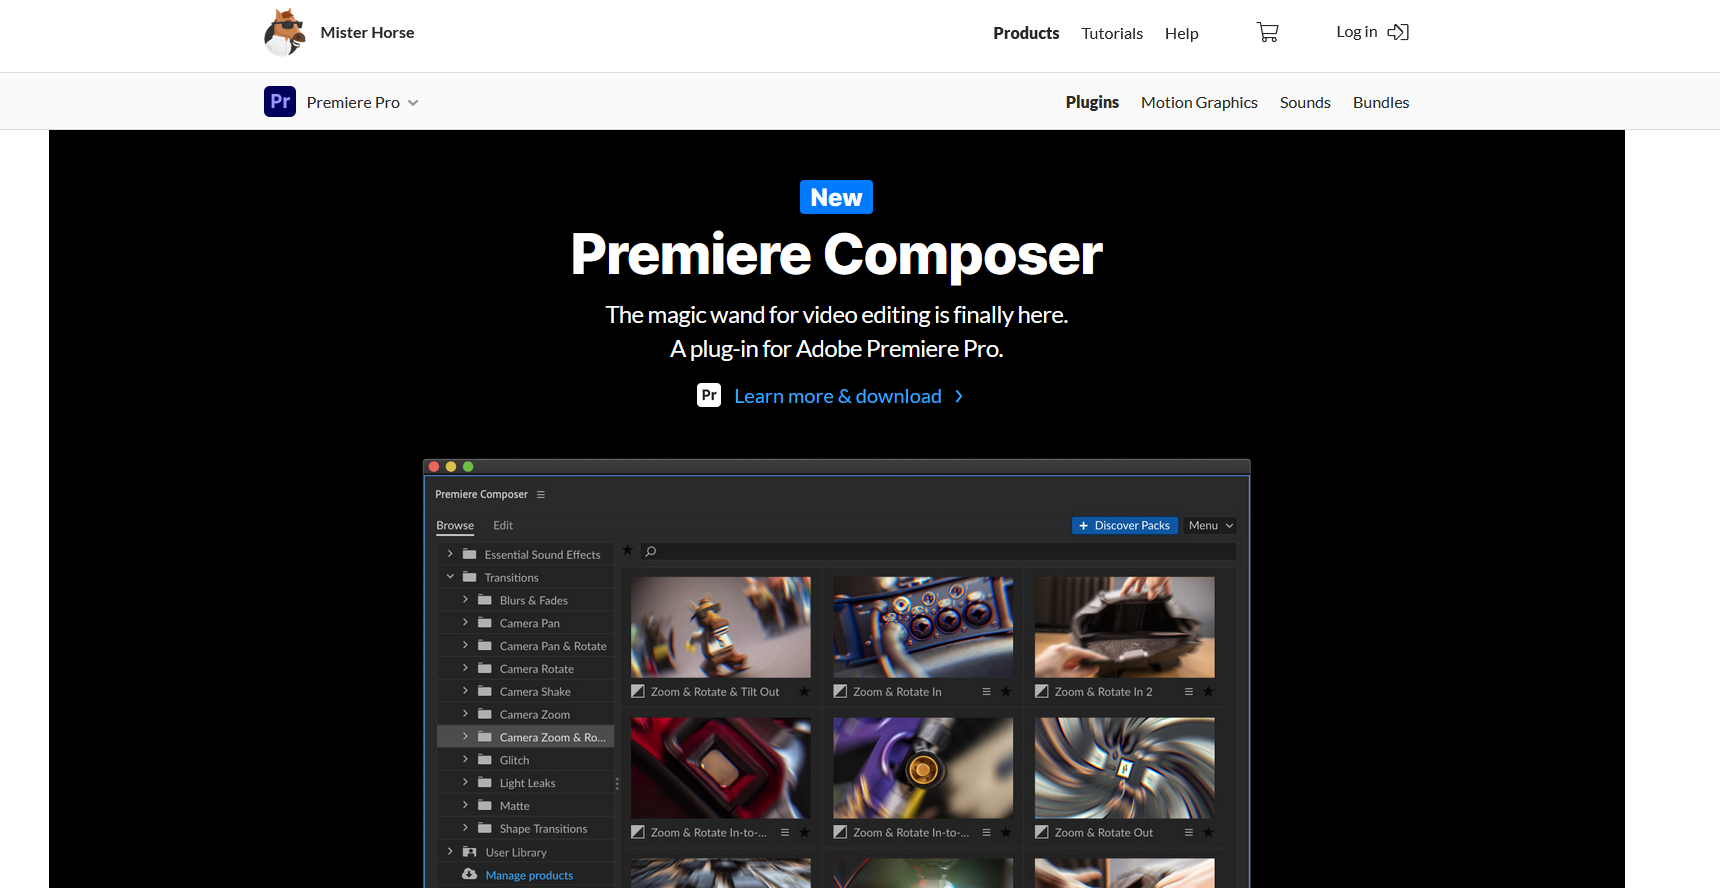 Mister Horse
Products Tutorials Help
Log in
Pr Premiere Pro
Plugins Motion Graphics Sounds Bundles
New
Premiere Composer
The magic wand for video editing is finally here.
A plug-in for Adobe Premiere Pro.
Pr Learn more & download
Premiere Composer
Browse Edit
+ Discover Packs Menu
Essential Sound Effects
Transitions
Blurs & Fades
Camera Pan
Camera Pan & Rotate
Camera Rotate
Camera Shake
Camera Zoom
Camera Zoom & Ro...
Glitch
Light Leaks
Matte
Shape Transitions
User Library
Manage products
Zoom & Rotate & Tilt Out
Zoom & Rotate In
Zoom & Rotate In 2
Zoom & Rotate In-to-...
Zoom & Rotate In-to-...
Zoom & Rotate Out